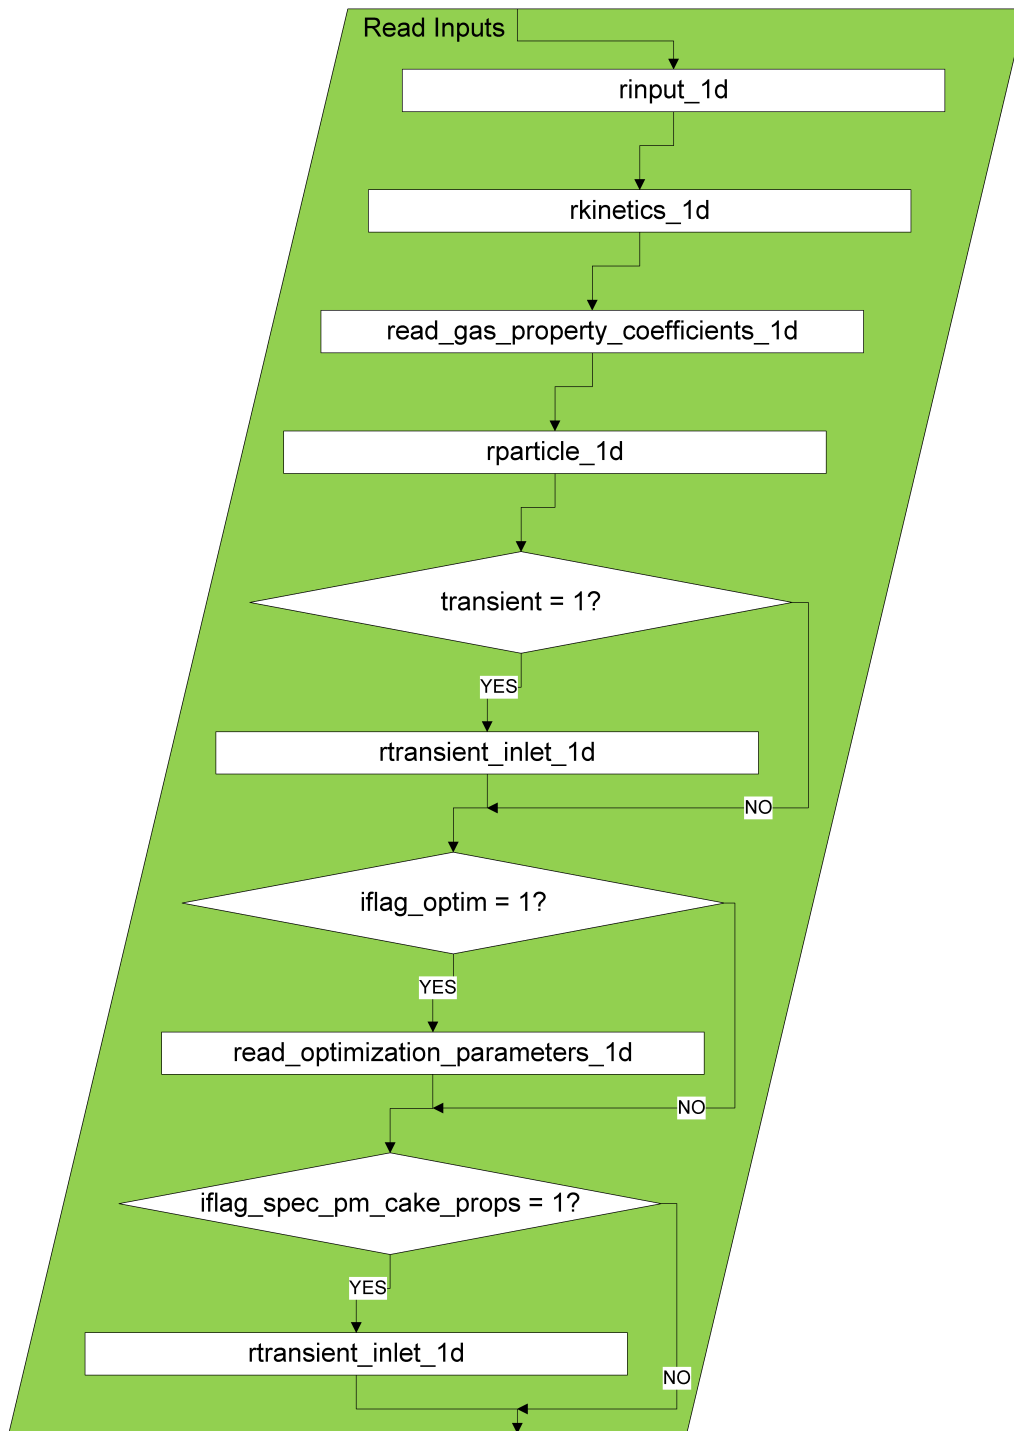 Read Inputs
rinput_1d
rkinetics_1d
read_gas_property_coefficients_1d
rparticle_1d
transient = 1?
YES
rtransient_inlet_1d
NO
iflag_optim = 1?
YES
read_optimization_parameters_1d
NO
iflag_spec_pm_cake_props = 1?
YES
rtransient_inlet_1d
NO